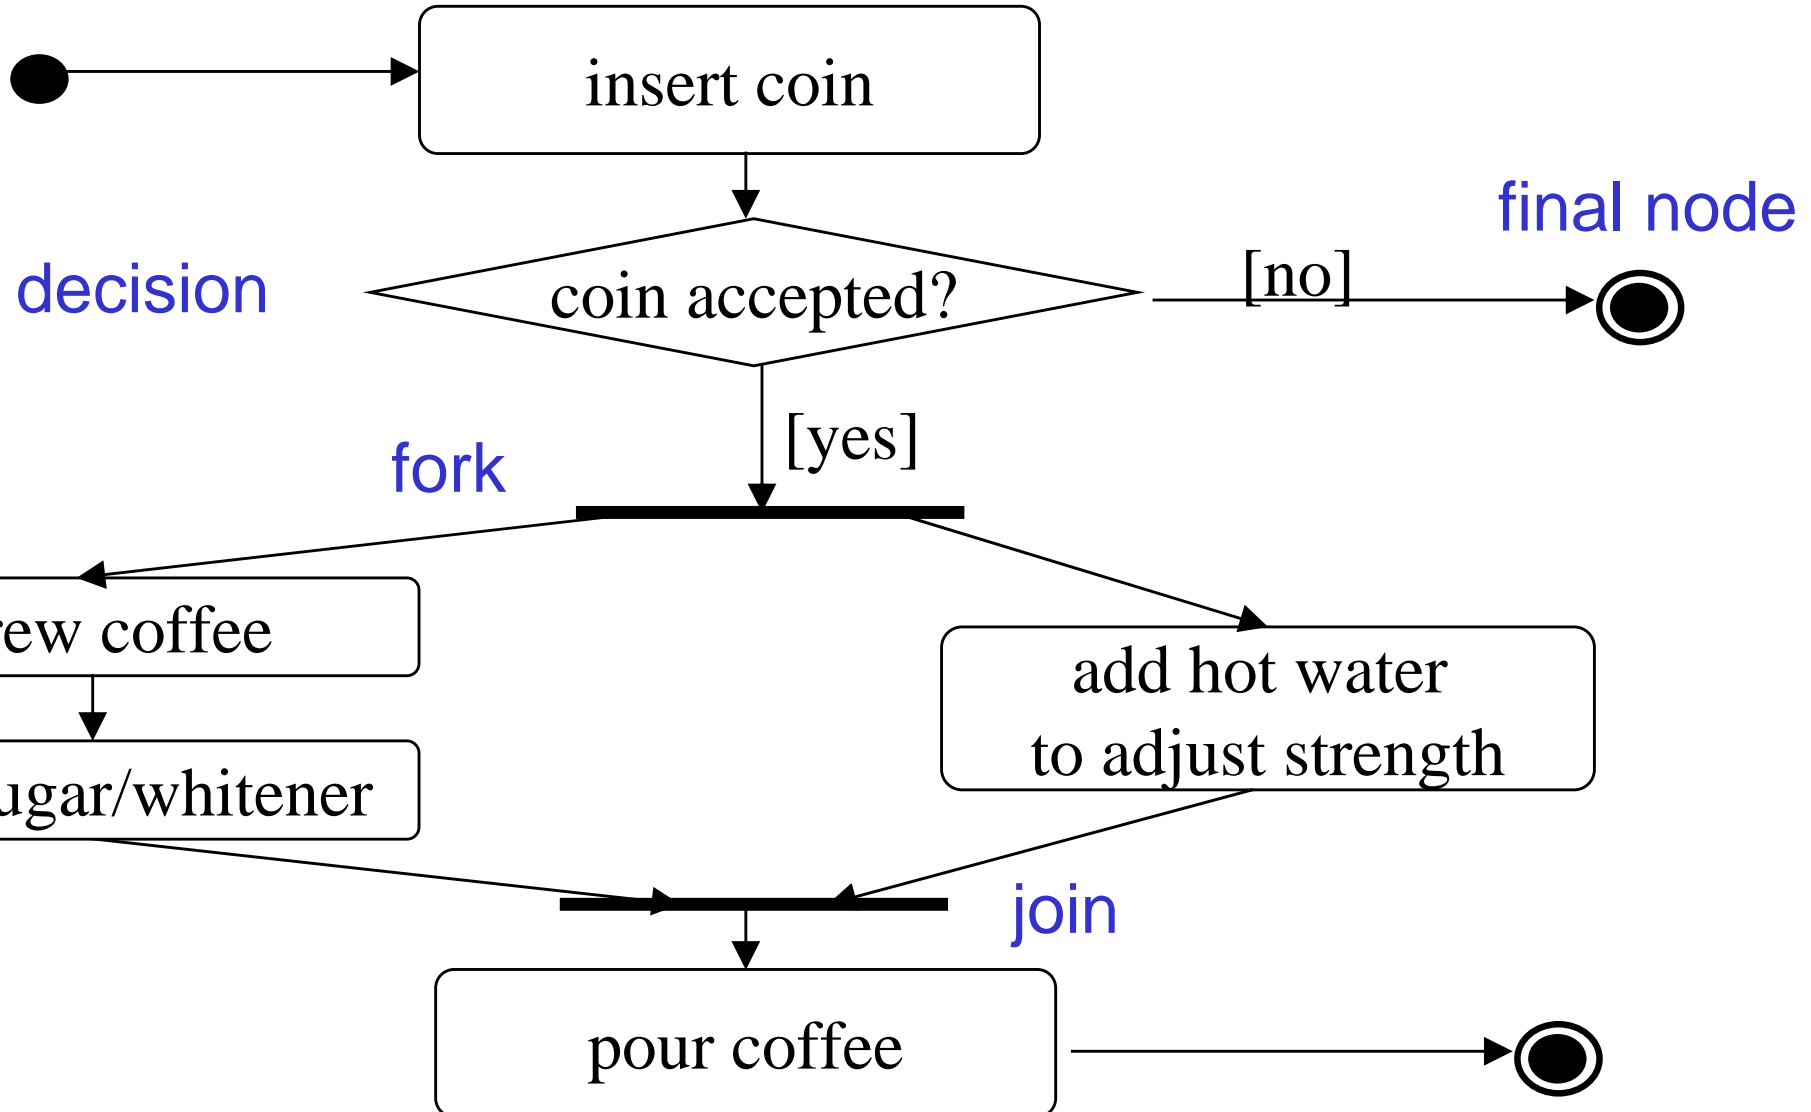 insert coin
final node
decision
coin accepted?
[no]
[yes]
fork
rew coffee
add hot water
to adjust strength
ugar/whitener
join
pour coffee